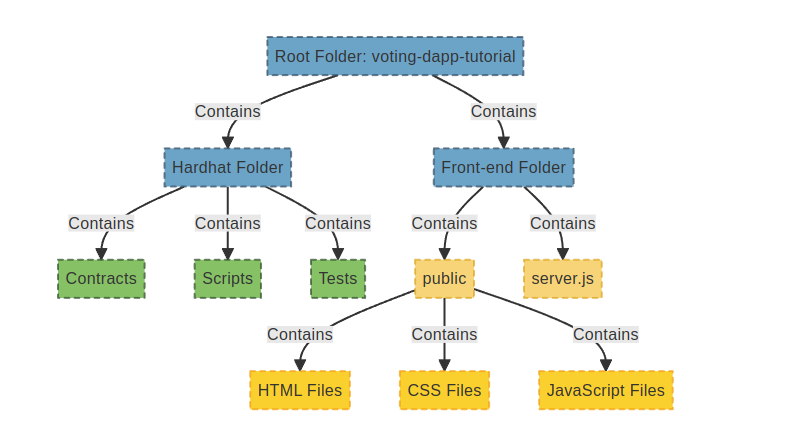 Root Folder: voting-dapp-tutorial
Contains
Contains
Hardhat Folder
Front-end Folder
Contains
Contains
Contains
Contains
Contains
Contracts
Scripts
Tests
public
server.js
Contains
Contains
Contains
HTML Files
CSS Files
JavaScript Files